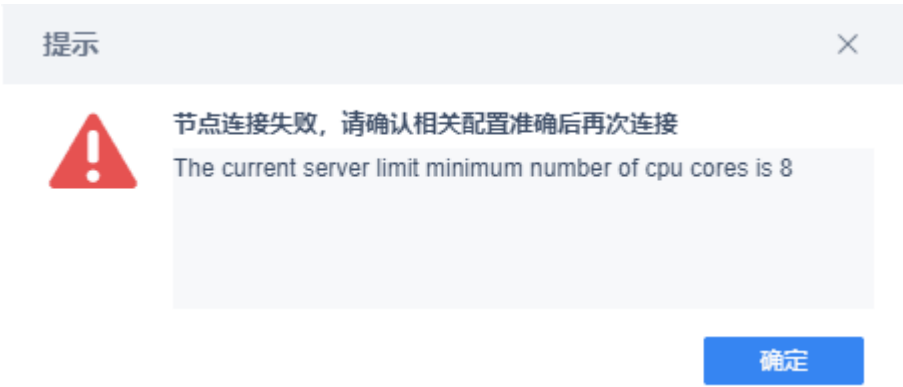 提示
节点连接失败，请确认相关配置准确后再次连接
The current server limit minimum number of cpu cores is 8
确定